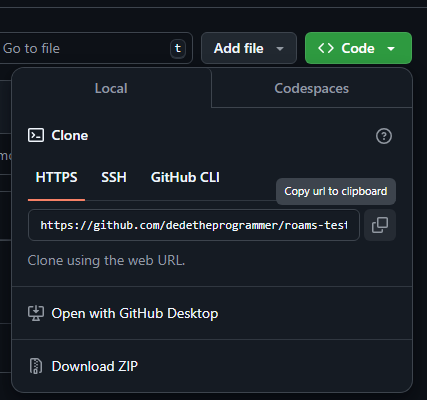 Go to file
t
Add file
Code
Local
Codespaces
Clone
HTTPS
SSH
GitHub CLI
Copy url to clipboard
https://github.com/dedetheprogrammer/roams-test
Clone using the web URL.
Open with GitHub Desktop
Download ZIP